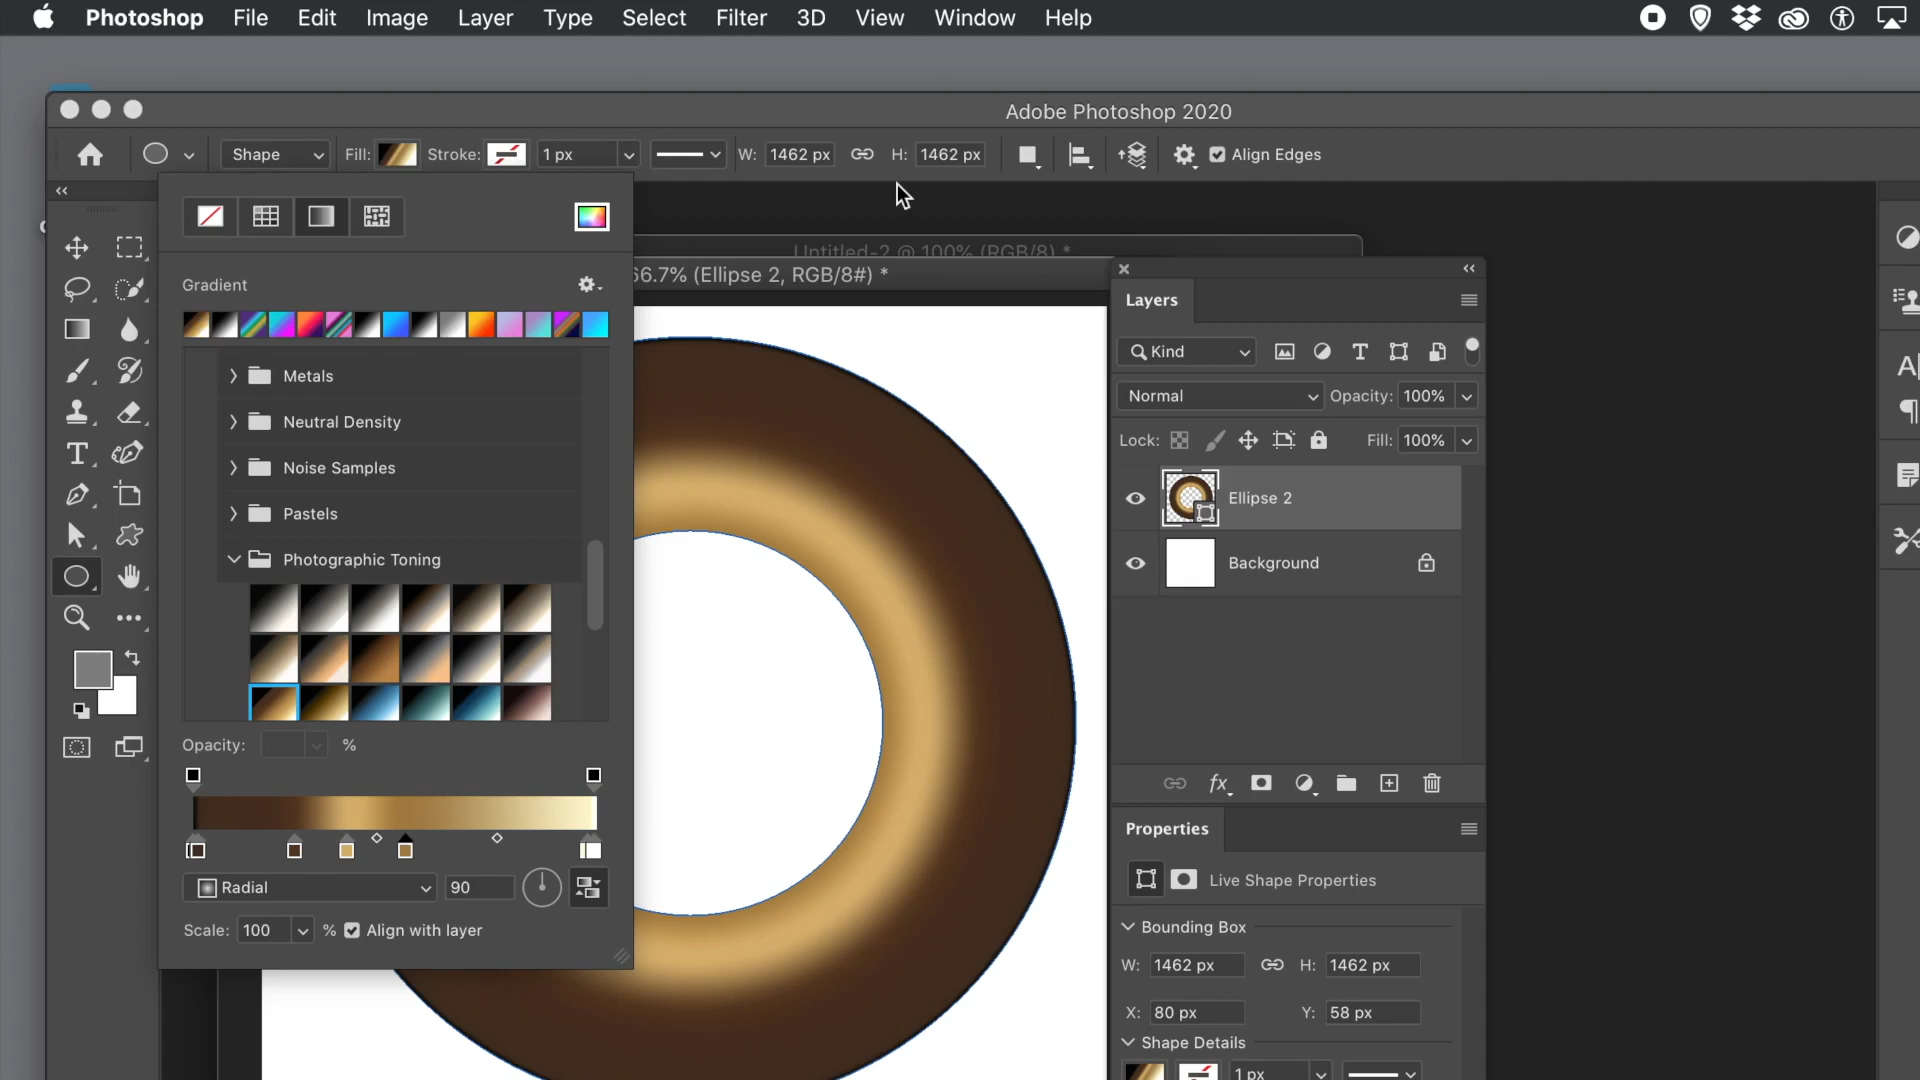 Photoshop File Edit Image Layer Type Select Filter 3D View Window Help
Adobe Photoshop 2020
Shape Fill: Stroke: 1 px W: 1462 px H: 1462 px Align Edges
Untitled-2 @ 100% (RGB/8) *
66.7% (Ellipse 2, RGB/8#) *
Gradient
Metals
Neutral Density
Noise Samples
Pastels
Photographic Toning
Opacity: %
Radial 90
Scale: 100 % Align with layer
Layers
Kind
Normal Opacity: 100%
Lock: Fill: 100%
Ellipse 2
Background
fx
Properties
Live Shape Properties
Bounding Box
W: 1462 px H: 1462 px
X: 80 px Y: 58 px
Shape Details
1 px